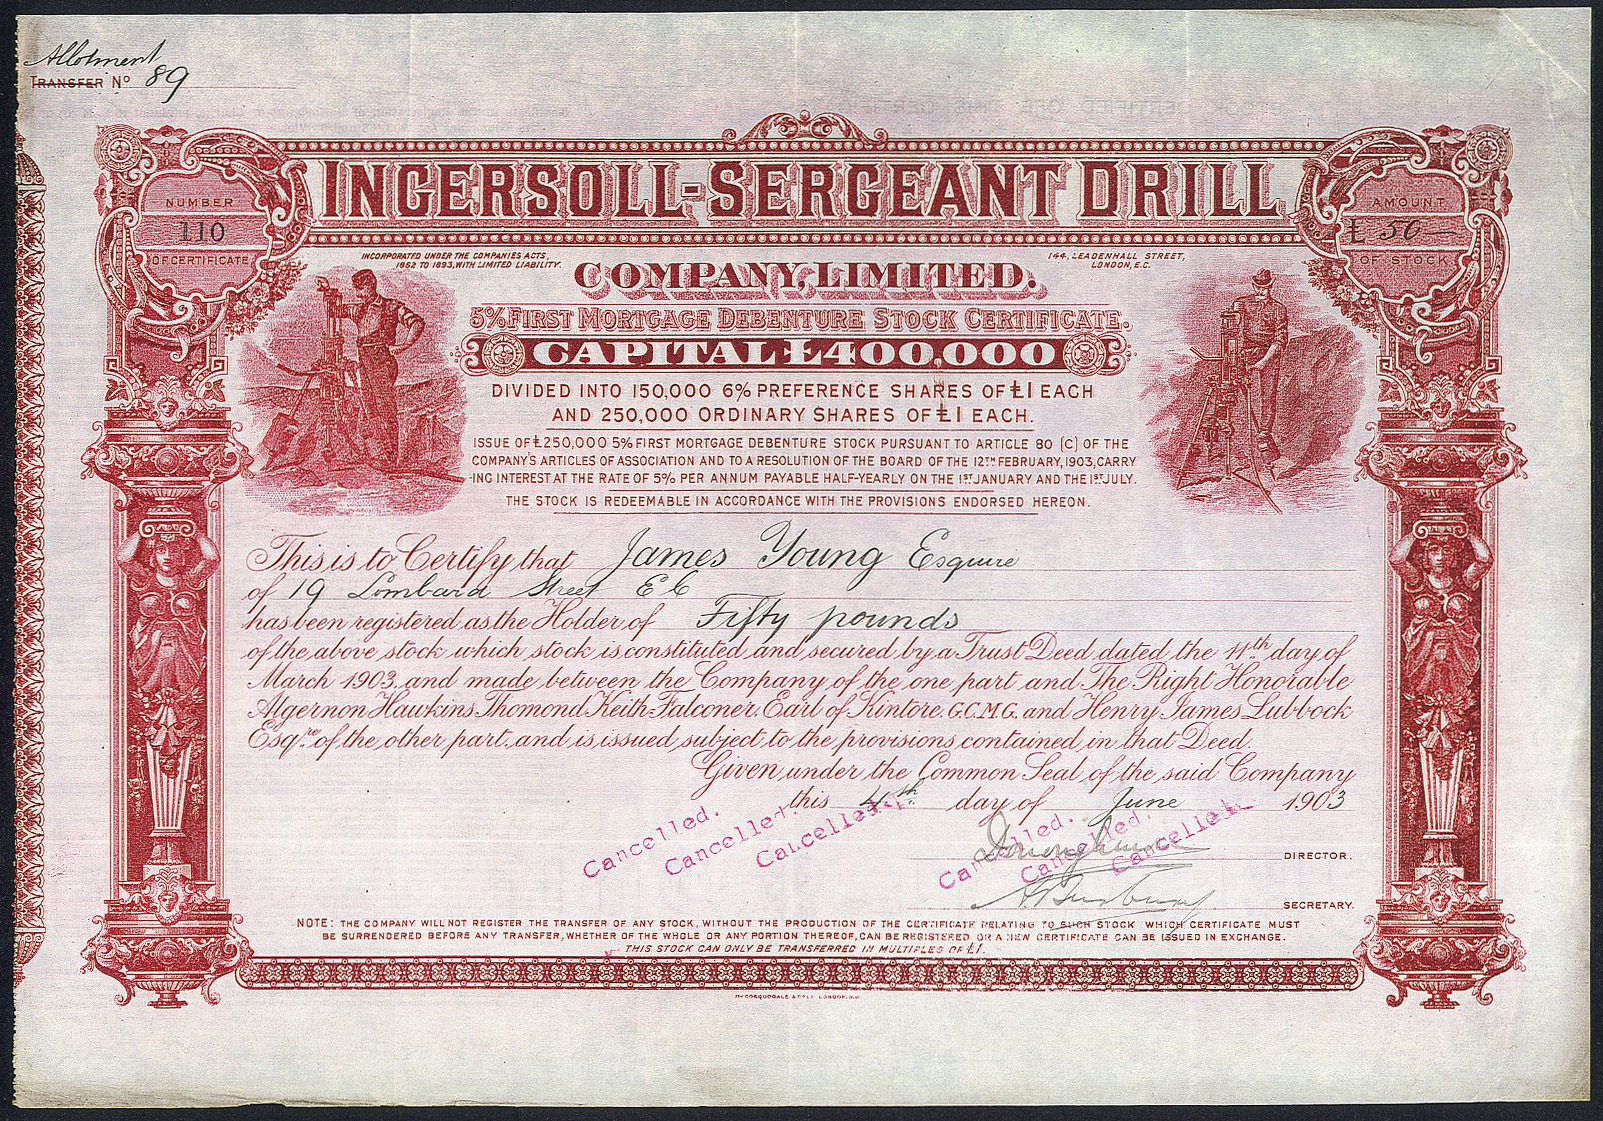 Allotment
TRANSFER No 89
INGERSOLL-SERGEANT DRILL
NUMBER
110
OF CERTIFICATE
AMOUNT
£ 50—
OF STOCK
INCORPORATED UNDER THE COMPANIES ACTS,
1862 TO 1893, WITH LIMITED LIABILITY.
COMPANY, LIMITED.
144, LEADENHALL STREET,
LONDON, E.C.
5% FIRST MORTGAGE DEBENTURE STOCK CERTIFICATE.
CAPITAL £400,000
DIVIDED INTO 150,000 6% PREFERENCE SHARES OF £1 EACH
AND 250,000 ORDINARY SHARES OF £1 EACH.
ISSUE OF £250,000 5% FIRST MORTGAGE DEBENTURE STOCK PURSUANT TO ARTICLE 80 (C) OF THE
COMPANY'S ARTICLES OF ASSOCIATION AND TO A RESOLUTION OF THE BOARD OF THE 12TH FEBRUARY, 1903, CARRY
-ING INTEREST AT THE RATE OF 5% PER ANNUM PAYABLE HALF-YEARLY ON THE 1ST JANUARY AND THE 1ST JULY.
THE STOCK IS REDEEMABLE IN ACCORDANCE WITH THE PROVISIONS ENDORSED HEREON.
This is to Certify that James Young Esquire
of 19 Lombard Street E C
has been registered as the Holder of Fifty pounds
of the above stock which stock is constituted and secured by a Trust Deed dated the 11th day of
March 1903, and made between the Company of the one part and The Right Honorable
Algernon Hawkins Thomond Keith-Falconer. Earl of Kintore. G.C.M.G. and Henry James Lubbock
Esqre of the other part, and is issued subject to the provisions contained in that Deed.
Given under the Common Seal of the said Company
this 4th day of June 1903
Cancelled.
Cancelled.
Cancelled.
Cancelled.
Cancelled.
Cancelled.
DIRECTOR.
SECRETARY.
NOTE: THE COMPANY WILL NOT REGISTER THE TRANSFER OF ANY STOCK, WITHOUT THE PRODUCTION OF THE CERTIFICATE RELATING TO SUCH STOCK WHICH CERTIFICATE MUST
BE SURRENDERED BEFORE ANY TRANSFER, WHETHER OF THE WHOLE OR ANY PORTION THEREOF, CAN BE REGISTERED OR A NEW CERTIFICATE CAN BE ISSUED IN EXCHANGE.
THIS STOCK CAN ONLY BE TRANSFERRED IN MULTIPLES OF £1.